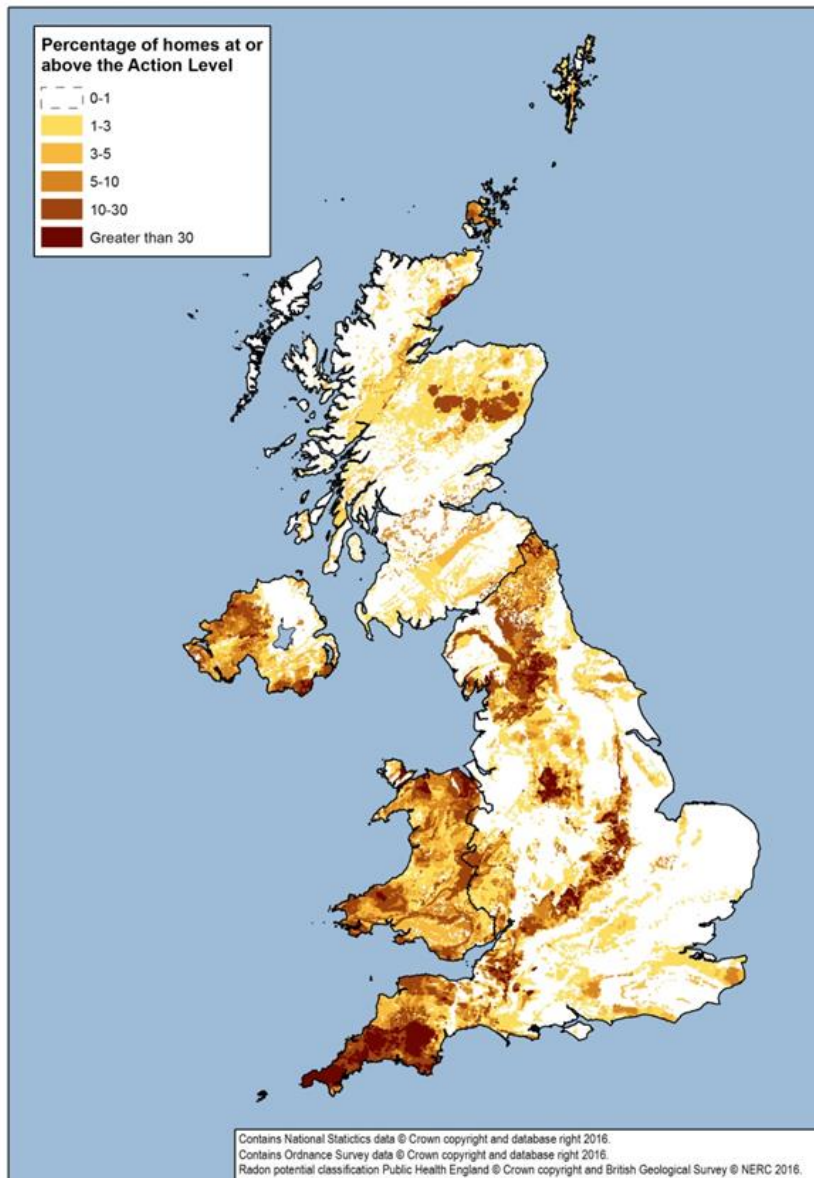 Percentage of homes at or
above the Action Level
0-1
1-3
3-5
5-10
10-30
Greater than 30
Contains National Statictics data © Crown copyright and database right 2016.
Contains Ordnance Survey data © Crown copyright and database right 2016.
Radon potential classification Public Health England © Crown copyright and British Geological Survey © NERC 2016.